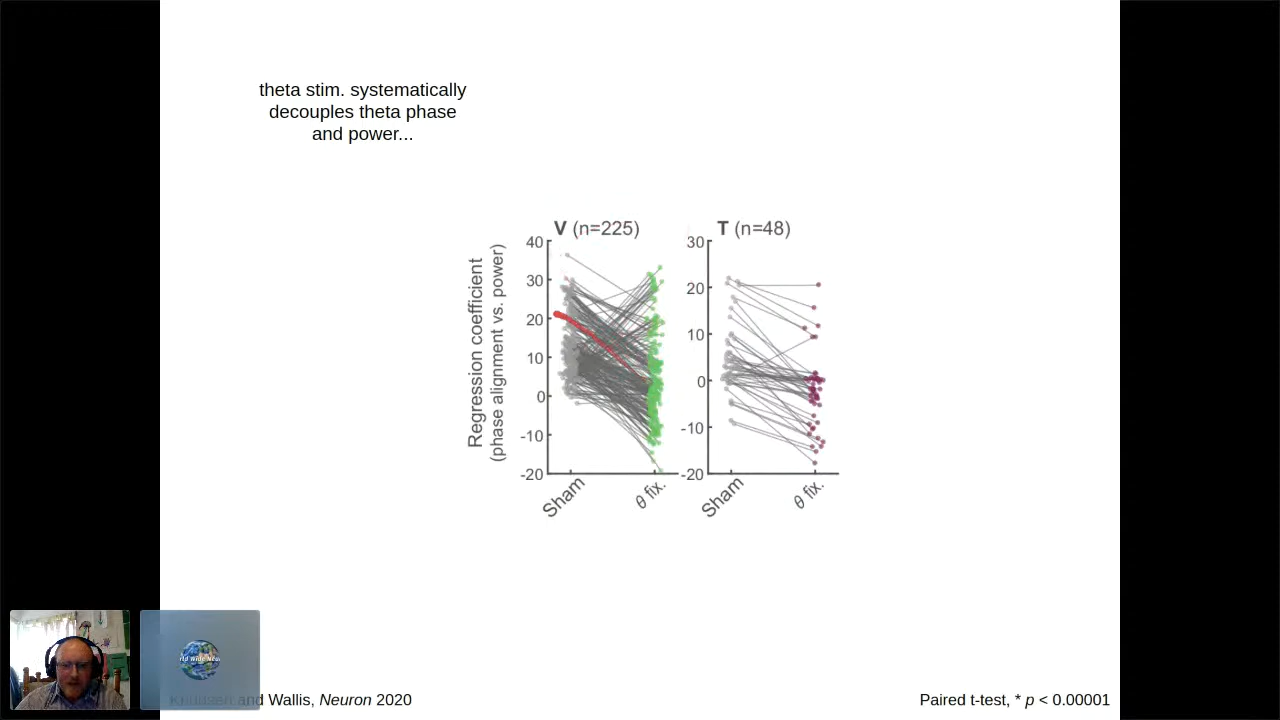 theta stim. systematically
decouples theta phase
and power...
V (n=225)
T (n=48)
Regression coefficient
(phase alignment vs. power)
40
30
20
10
0
-10
-20
30
20
10
0
-10
-20
Sham
θ fix.
Sham
θ fix.
Knudsen and Wallis, Neuron 2020
Paired t-test, * p < 0.00001